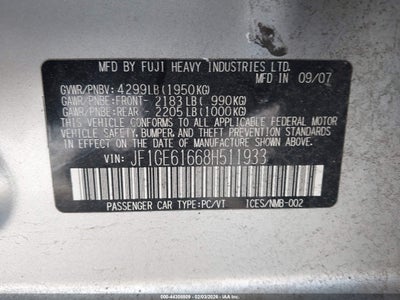 MFD BY FUJI HEAVY INDUSTRIES LTD.
MFD IN 09/07
GVWR/PNBV: 4299LB(1950KG)
GAWR/PNBE:FRONT- 2183LB( 990KG)
GAWR/PNBE:REAR - 2205LB(1000KG)
THIS VEHICLE CONFORMS TO ALL
APPLICABLE FEDERAL MOTOR
VEHICLE SAFETY, BUMPER AND
THEFT PREVENTION STANDARDS
IN EFFECT ON THE
DATE OF MANUFACTURE SHOWN
ABOVE.
VIN: JF1GE61668H511933
PASSENGER CAR TYPE:PC/VT ICES/NMB-002